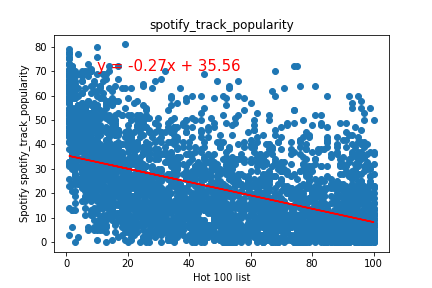 spotify_track_popularity
y = -0.27x + 35.56
Spotify spotify_track_popularity
80
70
60
50
40
30
20
10
0
0 20 40 60 80 100
Hot 100 list